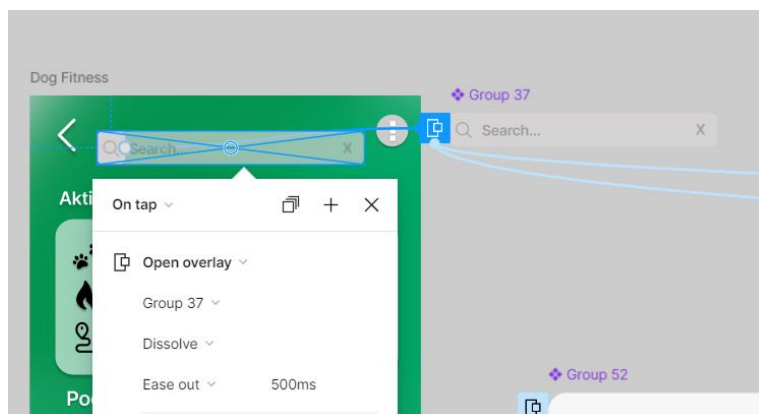 Dog Fitness
Group 37
Search...
X
Search...
X
Akti
On tap
Open overlay
Group 37
Dissolve
Ease out
500ms
Group 52
Po